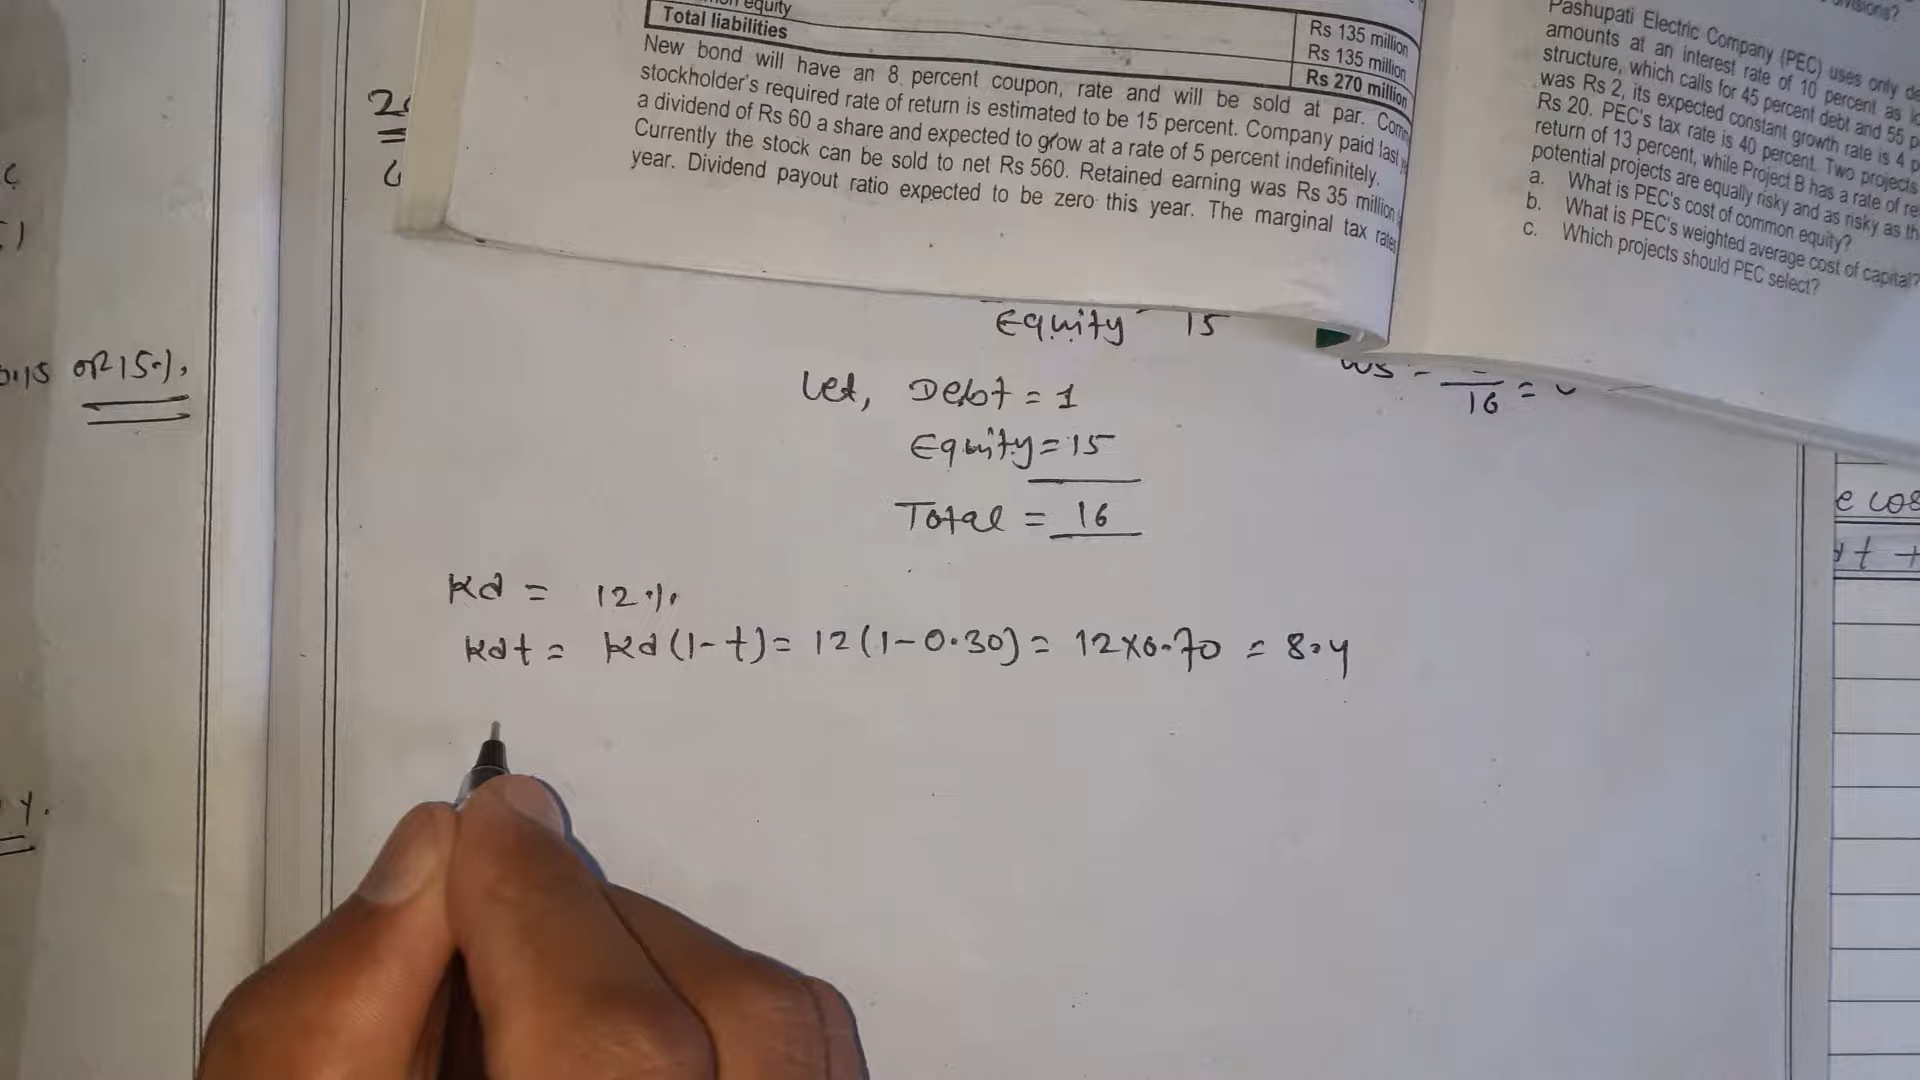 equity
Total liabilities
Rs 135 million
Rs 135 million
Rs 270 million
New bond will have an 8 percent coupon, rate and will be sold at par.
stockholder's required rate of return is estimated to be 15 percent. Company paid last
a dividend of Rs 60 a share and expected to grow at a rate of 5 percent indefinitely.
Currently the stock can be sold to net Rs 560. Retained earning was Rs 35 million
year. Dividend payout ratio expected to be zero this year. The marginal tax rate
Pashupati Electric Company (PEC) uses only
amounts at an interest rate of 10 percent as
structure, which calls for 45 percent debt and 55
was Rs 2, its expected constant growth rate is 4
Rs 20. PEC's tax rate is 40 percent. Two projects
return of 13 percent, while Project B has a rate of
potential projects are equally risky and as risky as
a. What is PEC's cost of common equity?
b. What is PEC's weighted average cost of capital?
c. Which projects should PEC select?
or 15%.
Equity 15
Let, Debt = 1
Equity = 15
Total = 16
16 =
Kd = 12%
Kdt = Kd (1-t) = 12 (1-0.30) = 12×0.70 = 8.4